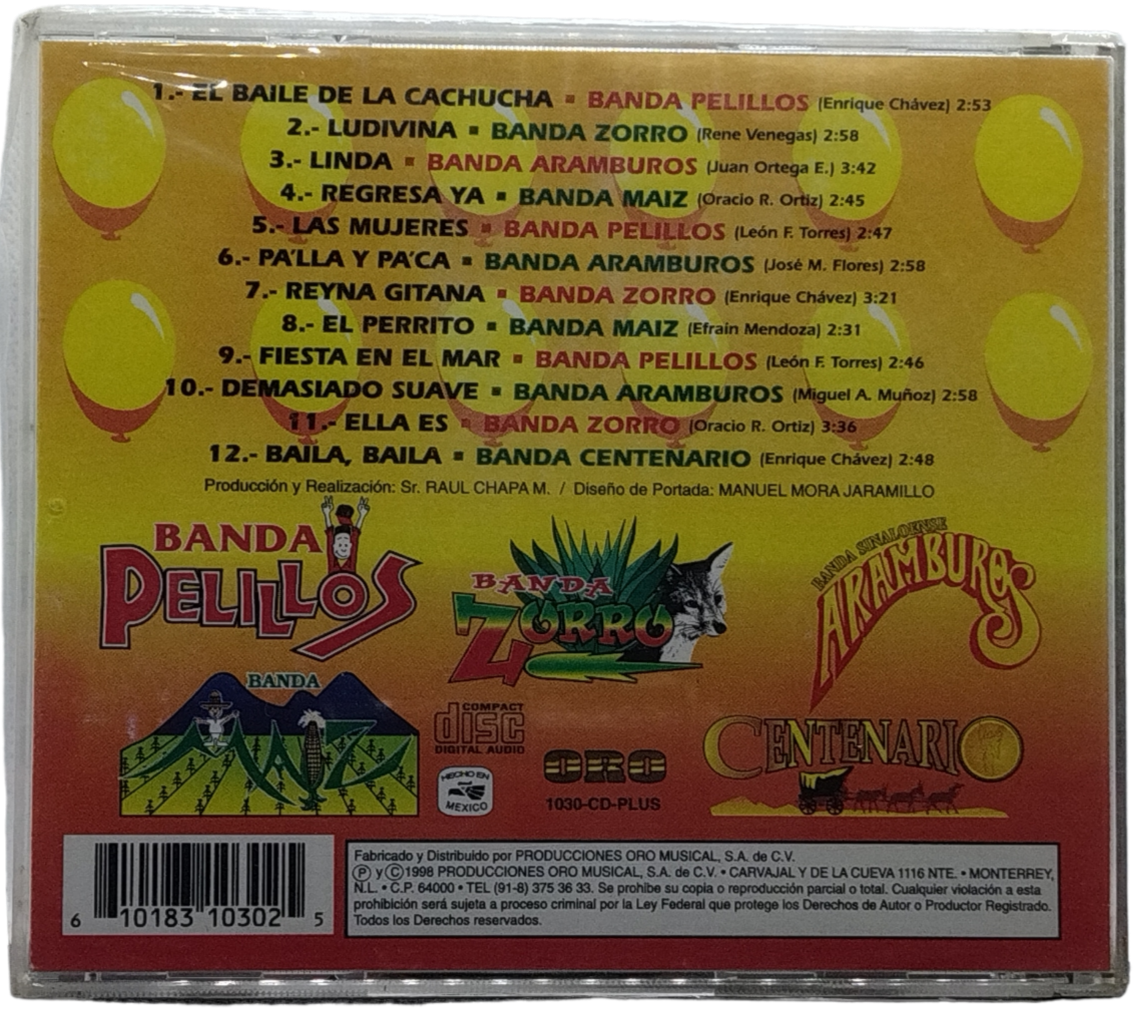 1.- EL BAILE DE LA CACHUCHA ▪ BANDA PELILLOS (Enrique Chávez) 2:53
2.- LUDIVINA ▪ BANDA ZORRO (Rene Venegas) 2:58
3.- LINDA ▪ BANDA ARAMBUROS (Juan Ortega E.) 3:42
4.- REGRESA YA ▪ BANDA MAIZ (Oracio R. Ortiz) 2:45
5.- LAS MUJERES ▪ BANDA PELILLOS (León F. Torres) 2:47
6.- PA'LLA Y PA'CA ▪ BANDA ARAMBUROS (José M. Flores) 2:58
7.- REYNA GITANA ▪ BANDA ZORRO (Enrique Chávez) 3:21
8.- EL PERRITO ▪ BANDA MAIZ (Efraín Mendoza) 2:31
9.- FIESTA EN EL MAR ▪ BANDA PELILLOS (León F. Torres) 2:46
10.- DEMASIADO SUAVE ▪ BANDA ARAMBUROS (Miguel A. Muñoz) 2:58
11.- ELLA ES ▪ BANDA ZORRO (Oracio R. Ortiz) 3:36
12.- BAILA, BAILA ▪ BANDA CENTENARIO (Enrique Chávez) 2:48
Producción y Realización: Sr. RAUL CHAPA M. / Diseño de Portada: MANUEL MORA JARAMILLO
BANDA
PELILLOS
BANDA
ZORRO
BANDA SINALOENSE
ARAMBUROS
BANDA
MAIZ
COMPACT
disc
DIGITAL AUDIO
HECHO EN
MEXICO
ORO
1030-CD-PLUS
CENTENARIO
6 10183 10302 5
Fabricado y Distribuido por PRODUCCIONES ORO MUSICAL, S.A. de C.V.
Ⓟ y Ⓒ 1998 PRODUCCIONES ORO MUSICAL, S.A. de C.V. • CARVAJAL Y DE LA CUEVA 1116 NTE. • MONTERREY,
N.L. • C.P. 64000 • TEL (91-8) 375 36 33. Se prohibe su copia o reproducción parcial o total. Cualquier violación a esta
prohibición será sujeta a proceso criminal por la Ley Federal que protege los Derechos de Autor o Productor Registrado.
Todos los Derechos reservados.